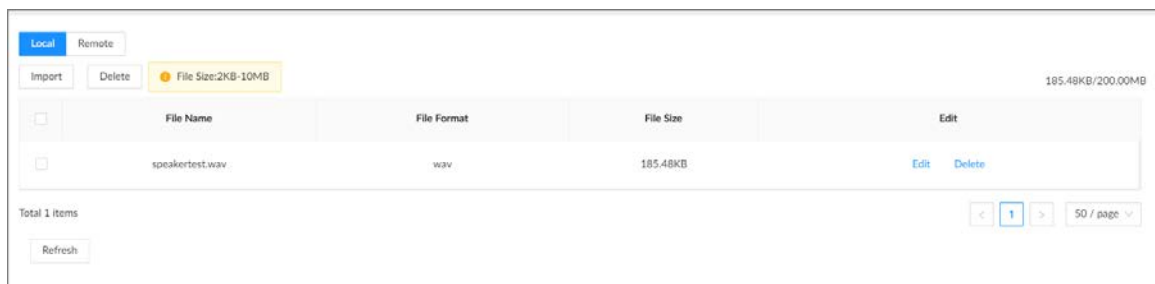 Local Remote
Import Delete File Size:2KB-10MB 185.48KB/200.00MB
File Name File Format File Size Edit
speakertest.wav wav 185.48KB Edit Delete
Total 1 items < 1 > 50 / page
Refresh